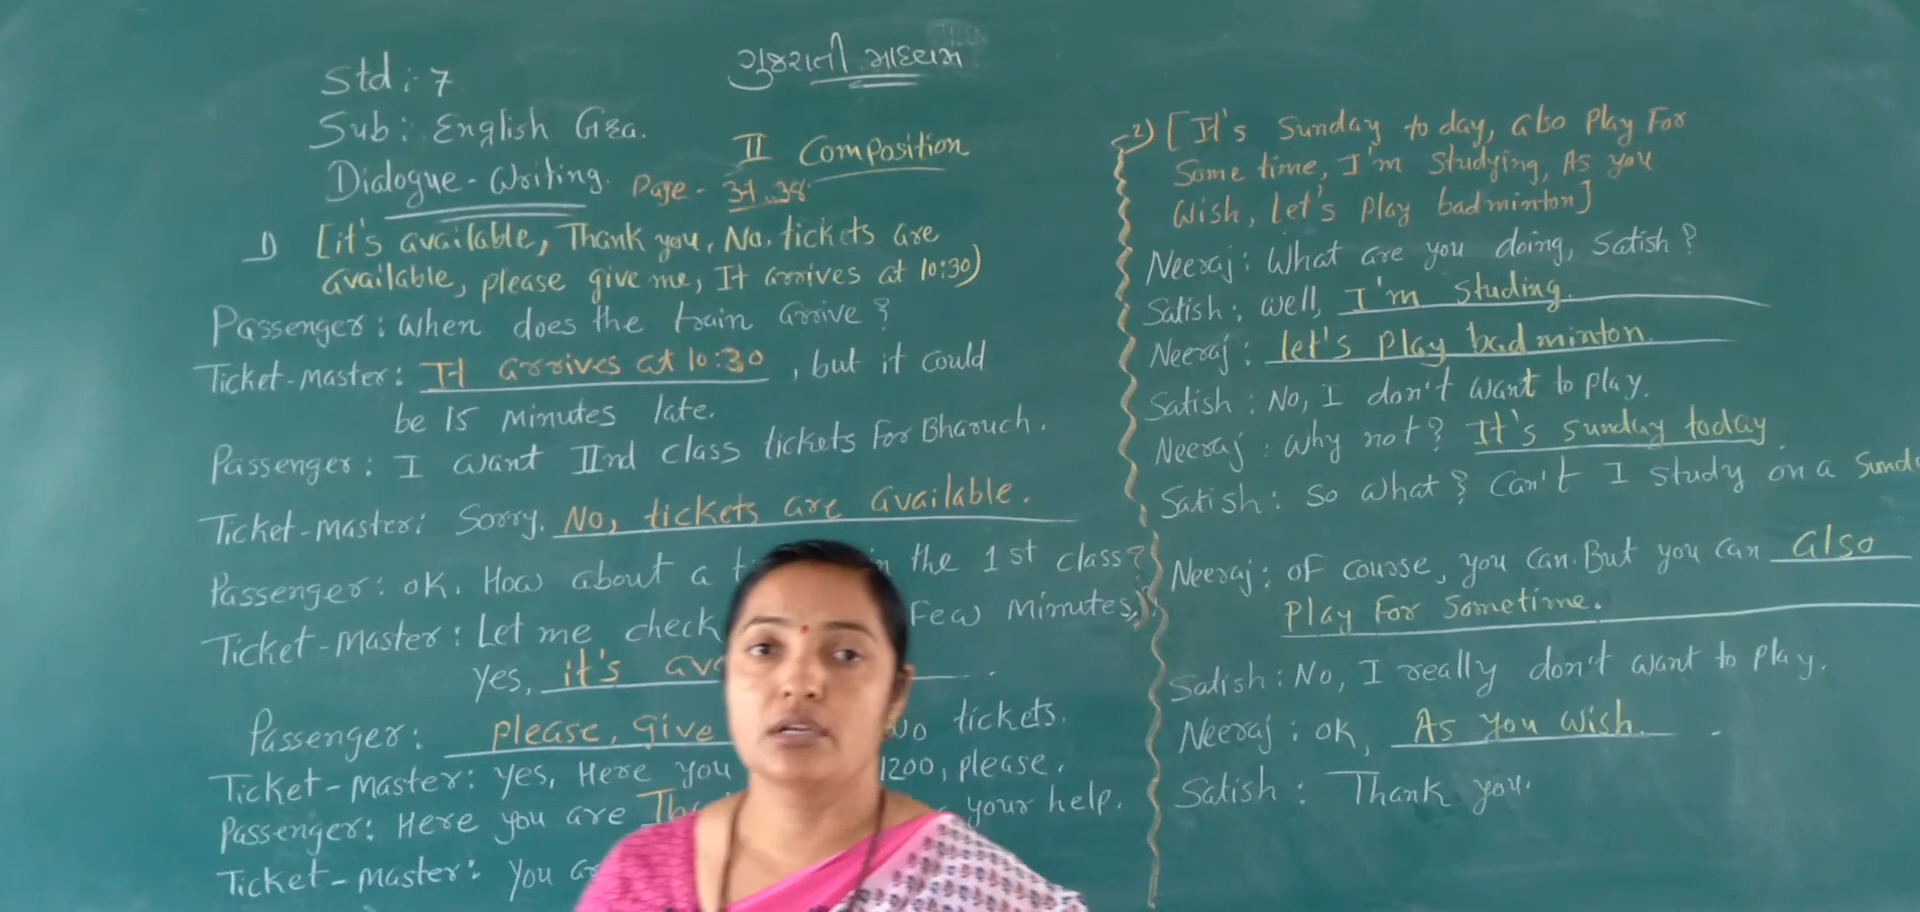 Std: 7
ગુજરાતી માધ્યમ
Sub: English Gra.
II Composition
Dialogue-Writing. Page - 37..38
1) [it's available, Thank you, No, tickets are
available, please give me, It arrives at 10:30)
Passenger: When does the train arrive?
Ticket-Master: It arrives at 10:30, but it could
be 15 minutes late.
Passenger: I want IInd class tickets For Bharuch.
Ticket-Master: Sorry. No, tickets are available.
Passenger: ok. How about a the 1st class?
Ticket-Master: Let me check Few Minutes,
yes, it's
Passenger: please, give tickets.
Ticket-Master: yes, Here you 1200, please.
Passenger: Here you are your help.
Ticket-Master: You
2) [It's Sunday to day, also Play For
Some time, I'm Studying, As you
Wish, Let's Play badminton]
Neeraj: What are you doing, Satish?
Satish: well, I'm studing.
Neeraj: let's Play badminton.
Satish: No, I don't want to play.
Neeraj: why not? It's sunday today
Satish: So what? Can't I study on a
Neeraj: of course, you can. But you can also
Play For Sometime.
Satish: No, I really don't want to play.
Neeraj: ok, As you wish.
Satish: Thank you.